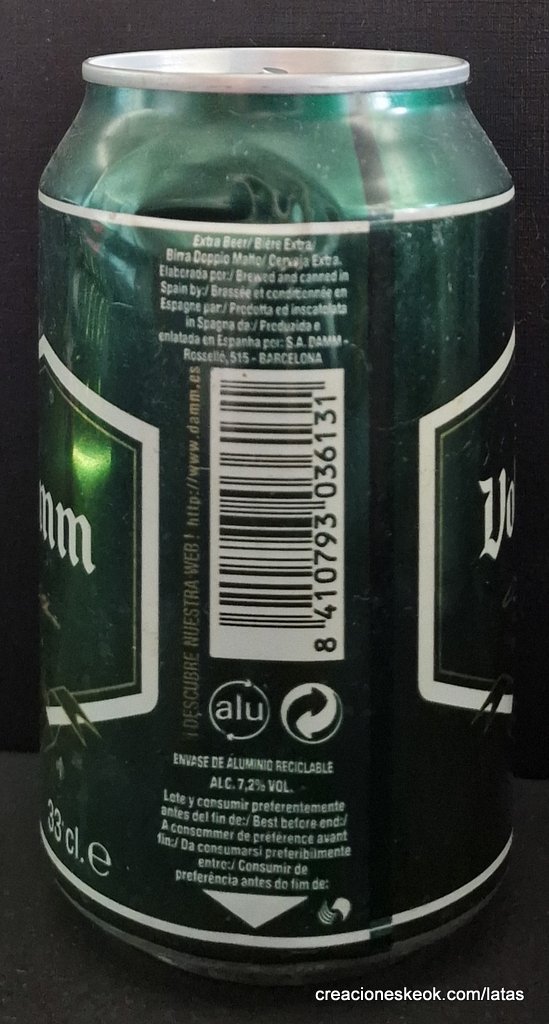 Extra Beer/ Bière Extra/
Birra Doppio Malto/ Cerveja Extra.
Elaborada por:/ Brewed and canned in
Spain by:/ Brassée et conditionnée en
Espagne par:/ Prodotta ed inscatolata
in Spagna da:/ Produzida e
enlatada en Espanha por: S.A. DAMM -
Rosselló, 515 - BARCELONA
¡DESCUBRE NUESTRA WEB! http://www.damm.es
8 410793 036131
mm
Vo
alu
ENVASE DE ALUMINIO RECICLABLE
ALC. 7,2% VOL.
Lote y consumir preferentemente
antes del fin de:/ Best before end:/
A consommer de préférence avant
fin:/ Da consumarsi preferibilmente
entro:/ Consumir de
preferência antes do fim de:
33 cl. ℮
creacioneskeok.com/latas